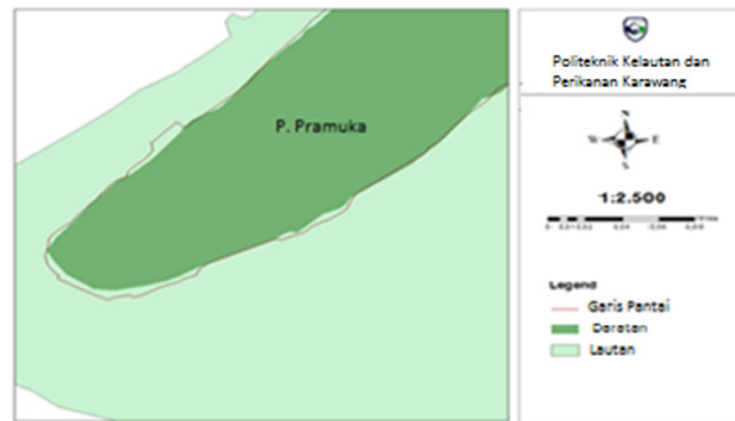 P. Pramuka
Politeknik Kelautan dan
Perikanan Karawang
N
W
E
S
1:2.500
Legend
Garis Pantai
Daratan
Lautan